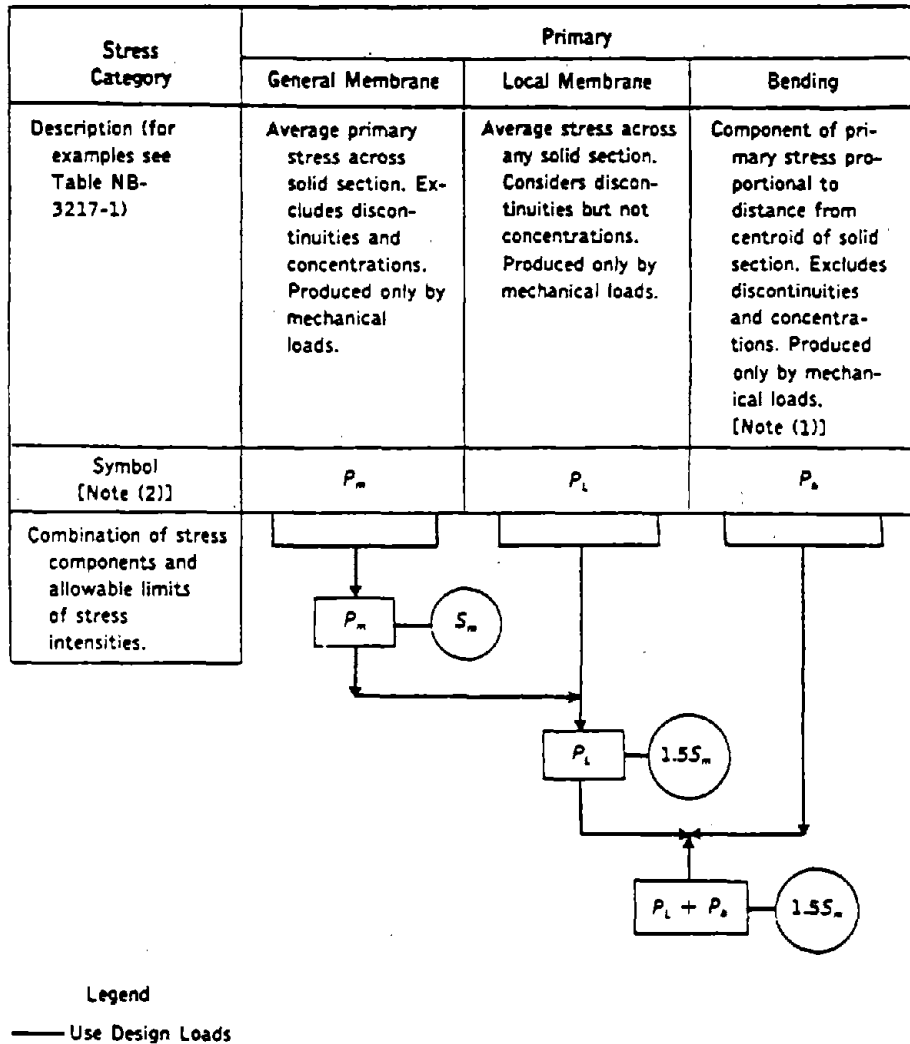 Stress
Category
Primary
General Membrane
Local Membrane
Bending
Description (for
examples see
Table NB-
3217-1)
Average primary
stress across
solid section. Ex-
cludes discon-
tinuities and
concentrations.
Produced only by
mechanical
loads.
Average stress across
any solid section.
Considers discon-
tinuities but not
concentrations.
Produced only by
mechanical loads.
Component of pri-
mary stress pro-
portional to
distance from
centroid of solid
section. Excludes
discontinuities
and concentra-
tions. Produced
only by mechan-
ical loads.
[Note (1)]
Symbol
[Note (2)]
Pm
PL
Pb
Combination of stress
components and
allowable limits
of stress
intensities.
Pm
Sm
PL
1.5Sm
PL + Pb
1.5Sm
Legend
Use Design Loads